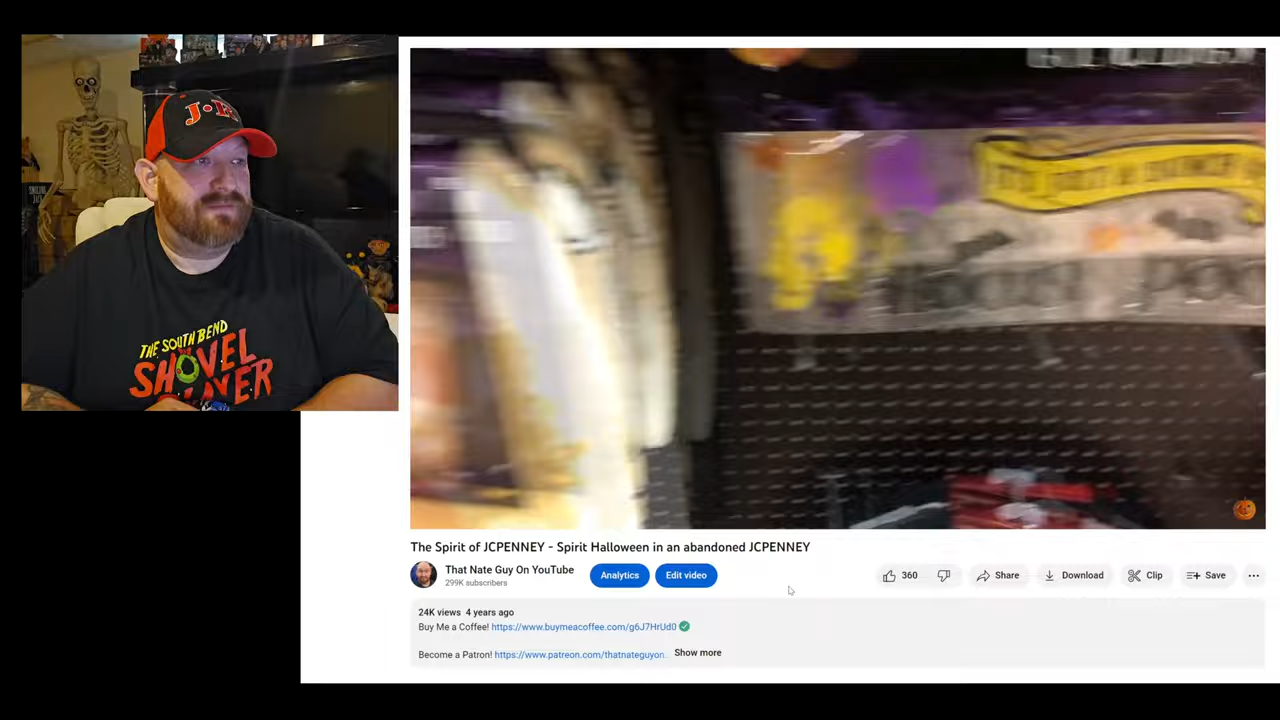 THE SOUTH BEND
SHOVEL
SLAYER
The Spirit of JCPENNEY - Spirit Halloween in an abandoned JCPENNEY
That Nate Guy On YouTube
299K subscribers
Analytics
Edit video
360
Share
Download
Clip
Save
24K views 4 years ago
Buy Me a Coffee! https://www.buymeacoffee.com/g6J7HrUd0
Become a Patron! https://www.patreon.com/thatnateguyon...
Show more